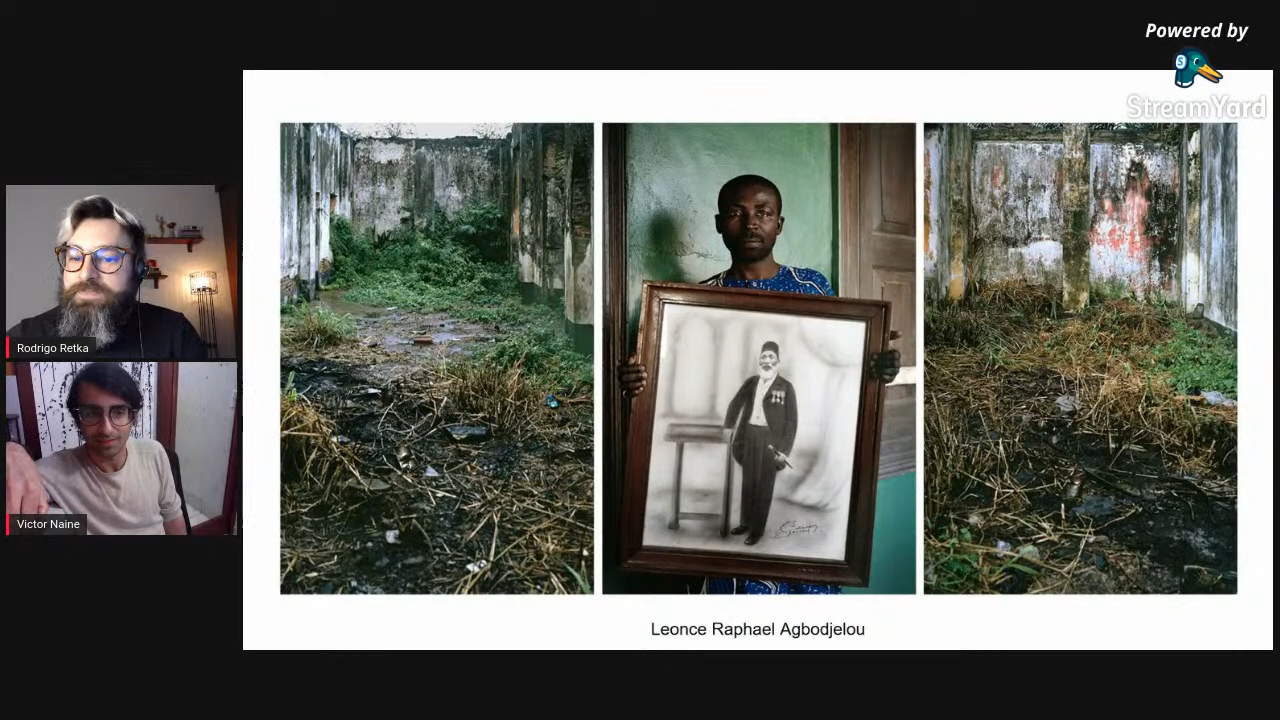 Powered by
StreamYard
Rodrigo Retka
Victor Naine
Leonce Raphael Agbodjelou